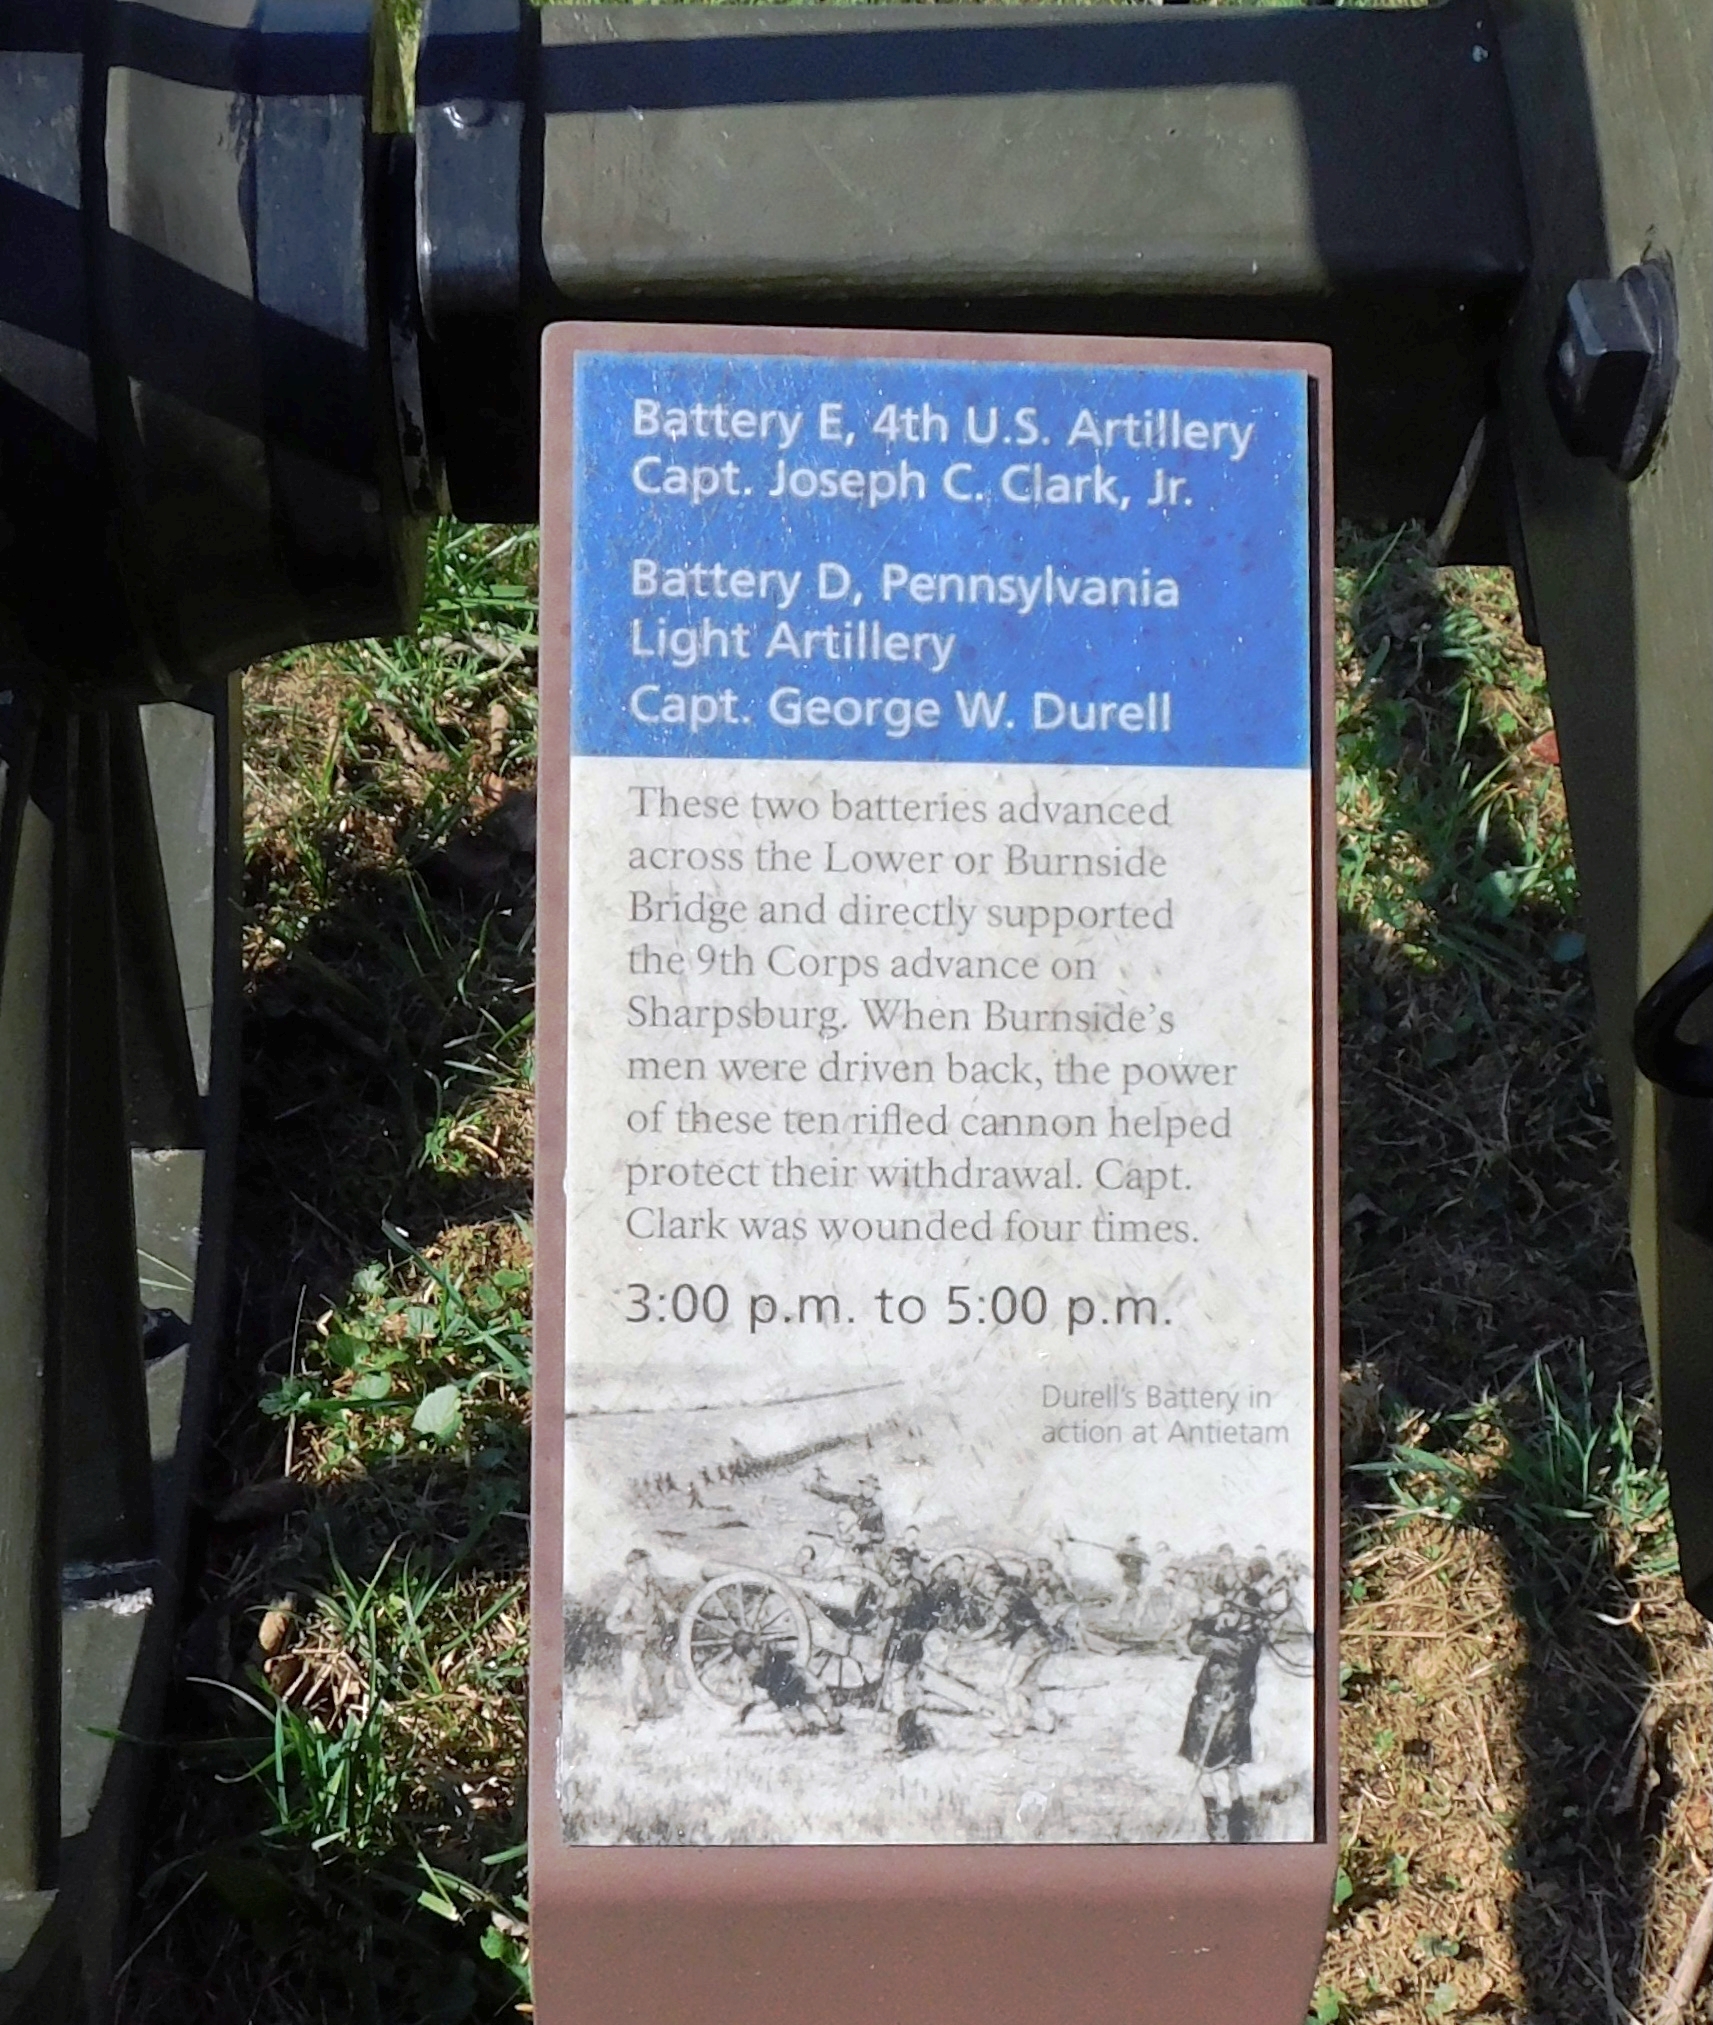 Battery E, 4th U.S. Artillery
Capt. Joseph C. Clark, Jr.
Battery D, Pennsylvania
Light Artillery
Capt. George W. Durell
These two batteries advanced
across the Lower or Burnside
Bridge and directly supported
the 9th Corps advance on
Sharpsburg. When Burnside's
men were driven back, the power
of these ten rifled cannon helped
protect their withdrawal. Capt.
Clark was wounded four times.
3:00 p.m. to 5:00 p.m.
Durell's Battery in
action at Antietam